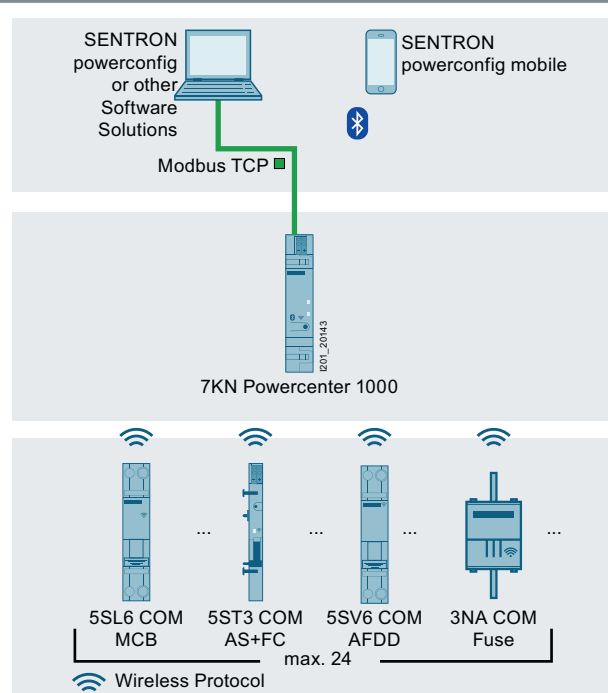 SENTRON
powerconfig
or other
Software
Solutions
SENTRON
powerconfig mobile
Modbus TCP
I201_20143
7KN Powercenter 1000
... ... ... ...
5SL6 COM
MCB
5ST3 COM
AS+FC
5SV6 COM
AFDD
3NA COM
Fuse
max. 24
Wireless Protocol